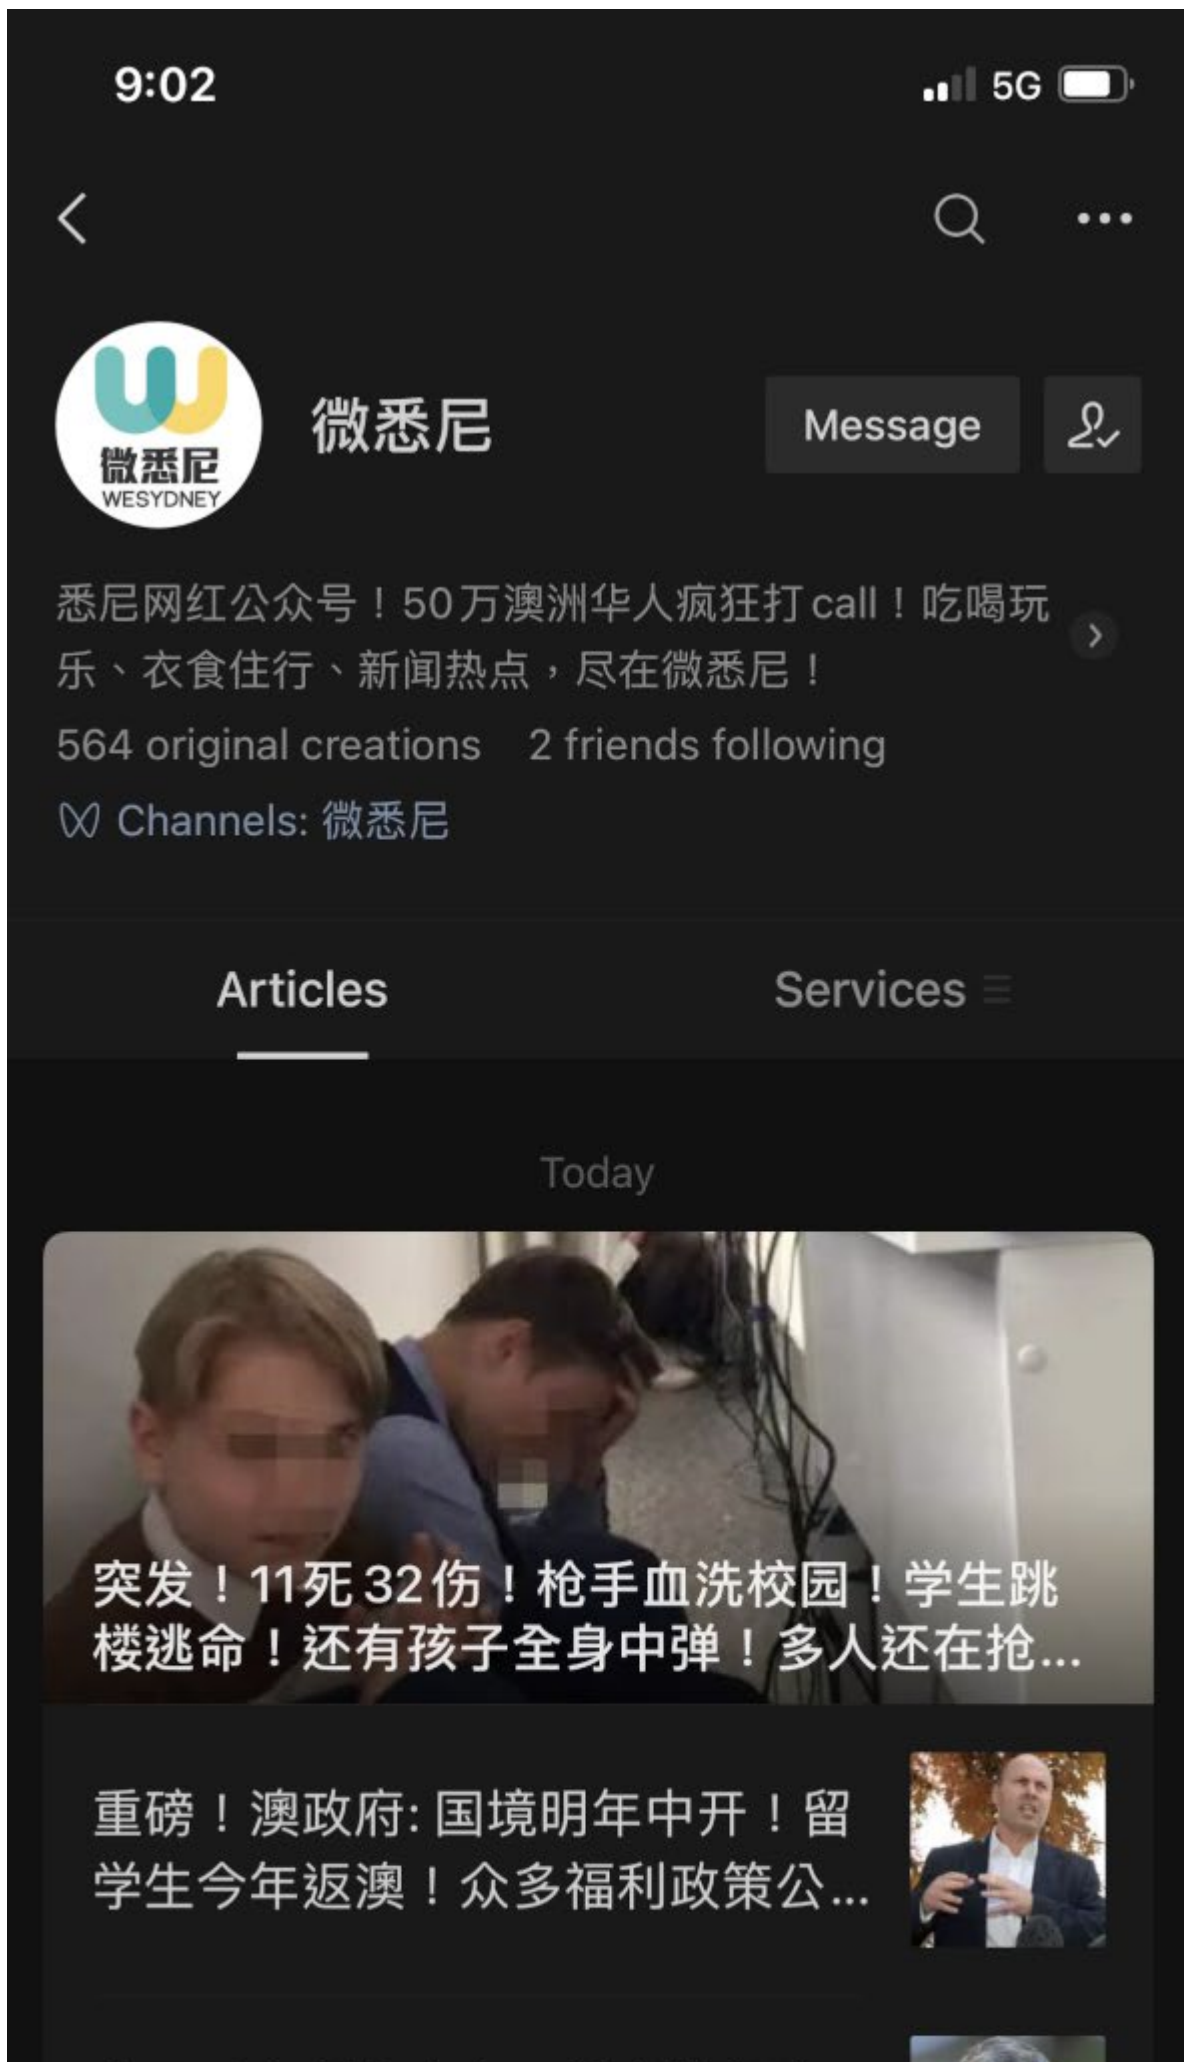 9:02
5G
微悉尼
WESYDNEY
微悉尼
Message
悉尼网红公众号！50万澳洲华人疯狂打call！吃喝玩
乐、衣食住行、新闻热点，尽在微悉尼！
564 original creations 2 friends following
Channels: 微悉尼
Articles
Services
Today
突发！11死32伤！枪手血洗校园！学生跳
楼逃命！还有孩子全身中弹！多人还在抢...
重磅！澳政府: 国境明年中开！留
学生今年返澳！众多福利政策公...